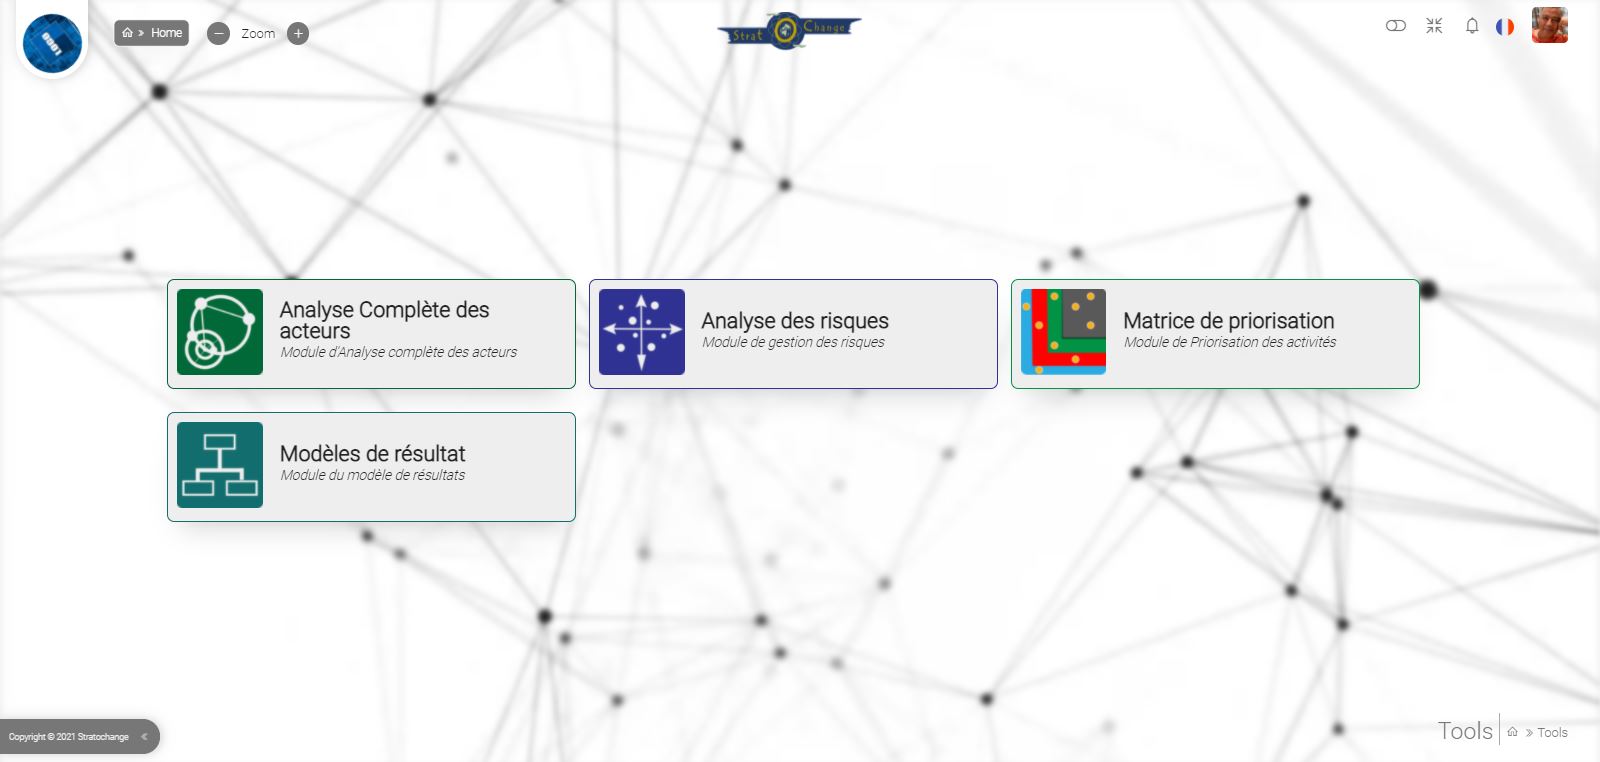 Home
Zoom
Strat Change
Analyse Complète des
acteurs
Module d'Analyse complète des acteurs
Analyse des risques
Module de gestion des risques
Matrice de priorisation
Module de Priorisation des activités
Modèles de résultat
Module du modèle de résultats
Copyright © 2021 Stratochange
Tools
Tools